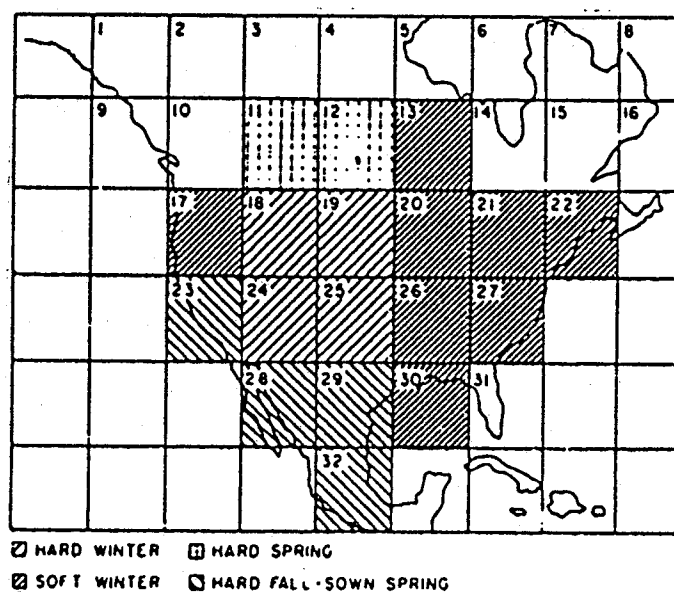 1 2 3 4 5 6 7 8
9 10 11 12 13 14 15 16
17 18 19 20 21 22
23 24 25 26 27
28 29 30 31
32
HARD WINTER HARD SPRING
SOFT WINTER HARD FALL-SOWN SPRING